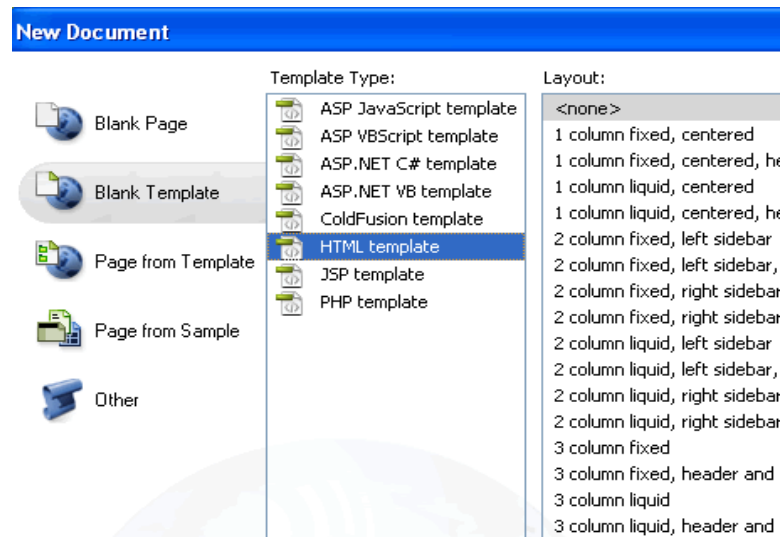 New Document
Blank Page
Blank Template
Page from Template
Page from Sample
Other
Template Type:
ASP JavaScript template
ASP VBScript template
ASP.NET C# template
ASP.NET VB template
ColdFusion template
HTML template
JSP template
PHP template
Layout:
<none>
1 column fixed, centered
1 column fixed, centered,
1 column liquid, centered
1 column liquid, centered,
2 column fixed, left sidebar
2 column fixed, left sidebar,
2 column fixed, right sidebar
2 column fixed, right sidebar
2 column liquid, left sidebar
2 column liquid, left sidebar,
2 column liquid, right sidebar
2 column liquid, right sidebar
3 column fixed
3 column fixed, header and
3 column liquid
3 column liquid, header and